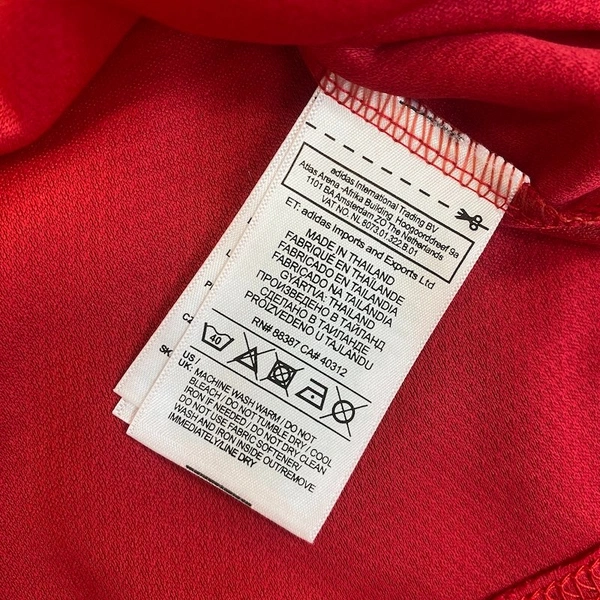 adidas International Trading BV
Atlas Arena -Afrika Building, Hoogoorddreef 9a
1101 BA Amsterdam ZO The Netherlands
VAT NO. NL8073.01.322.B.01
ET: adidas Imports and Exports Ltd
MADE IN THAILAND
FABRIQUÉ EN THAÏLANDE
FABRICADO EN TAILANDIA
FABRICADO NA TAILÂNDIA
GYÁRTVA: THAILAND
ПРОИЗВЕДЕНО В ТАЙЛАНД
СДЕЛАНО В ТАИЛАНДЕ
PROIZVEDENO U TAJLANDU
RN# 88387 CA# 40312
40
US /
UK: MACHINE WASH WARM / DO NOT
BLEACH / DO NOT TUMBLE DRY / COOL
IRON IF NEEDED / DO NOT DRY CLEAN
DO NOT USE FABRIC SOFTENER/
WASH AND IRON INSIDE OUT/REMOVE
IMMEDIATELY/LINE DRY